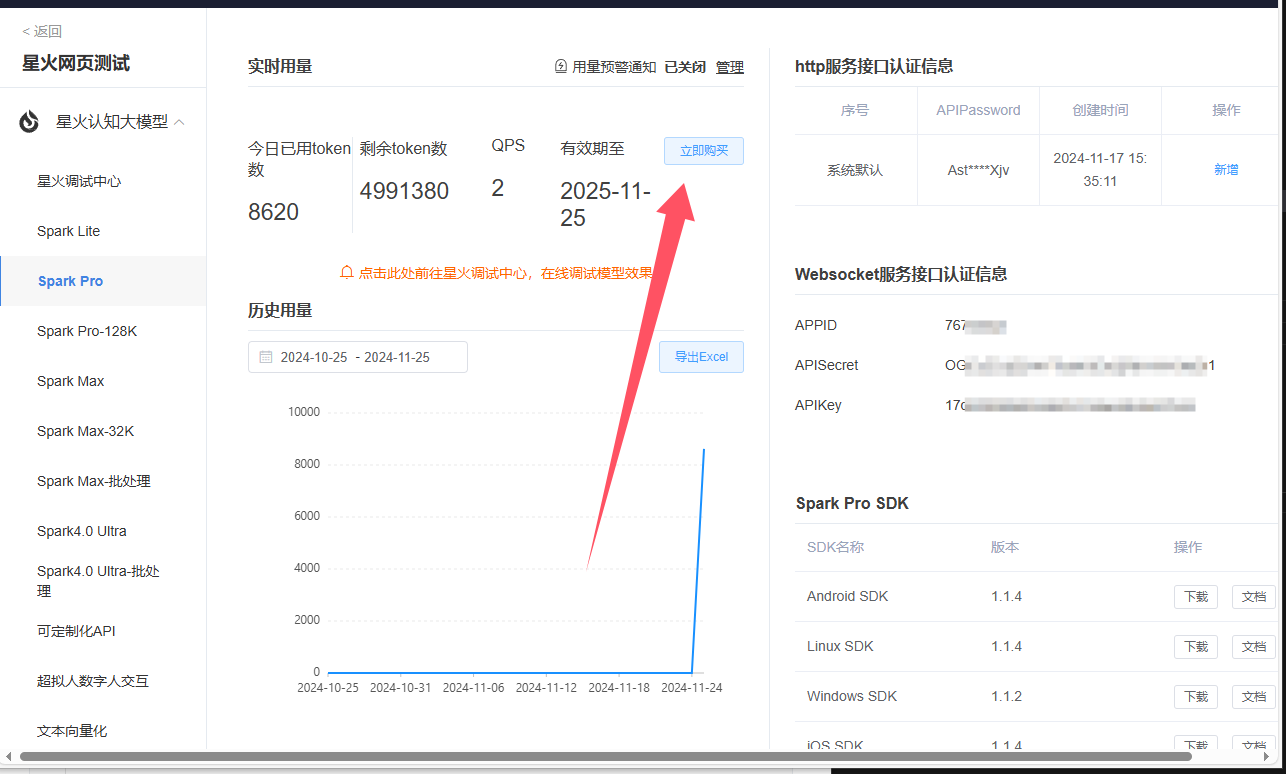 < 返回
星火网页测试
星火认知大模型
星火调试中心
Spark Lite
Spark Pro
Spark Pro-128K
Spark Max
Spark Max-32K
Spark Max-批处理
Spark4.0 Ultra
Spark4.0 Ultra-批处
理
可定制化API
超拟人数字人交互
文本向量化
实时用量
用量预警通知 已关闭 管理
今日已用token
数
8620
剩余token数
4991380
QPS
2
有效期至
2025-11-
25
立即购买
点击此处前往星火调试中心，在线调试模型效果
历史用量
2024-10-25 - 2024-11-25
导出Excel
10000
8000
6000
4000
2000
0
2024-10-25 2024-10-31 2024-11-06 2024-11-12 2024-11-18 2024-11-24
http服务接口认证信息
序号 APIPassword 创建时间 操作
系统默认 Ast****Xjv 2024-11-17 15:
35:11 新增
Websocket服务接口认证信息
APPID 767
APISecret OG 1
APIKey 17
Spark Pro SDK
SDK名称 版本 操作
Android SDK 1.1.4 下载 文档
Linux SDK 1.1.4 下载 文档
Windows SDK 1.1.2 下载 文档
iOS SDK 1.1.4 下载 文档